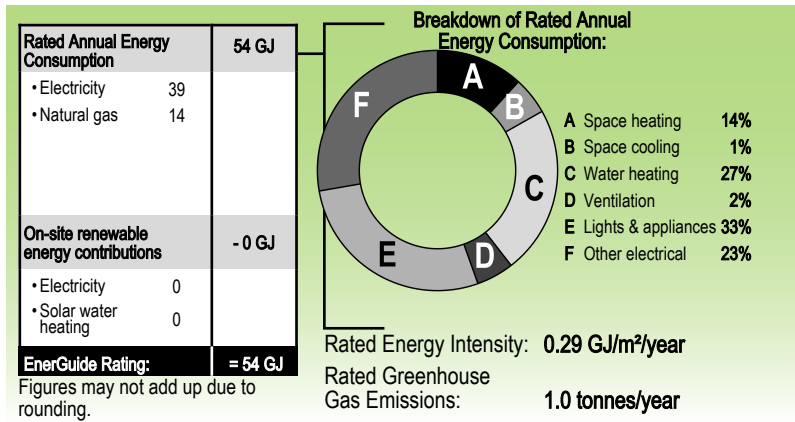 Rated Annual Energy
Consumption
54 GJ
• Electricity 39
• Natural gas 14
On-site renewable
energy contributions
- 0 GJ
• Electricity 0
• Solar water
heating 0
EnerGuide Rating: = 54 GJ
Figures may not add up due to
rounding.
Breakdown of Rated Annual
Energy Consumption:
A
B
C
D
E
F
A Space heating 14%
B Space cooling 1%
C Water heating 27%
D Ventilation 2%
E Lights & appliances 33%
F Other electrical 23%
Rated Energy Intensity: 0.29 GJ/m²/year
Rated Greenhouse
Gas Emissions: 1.0 tonnes/year